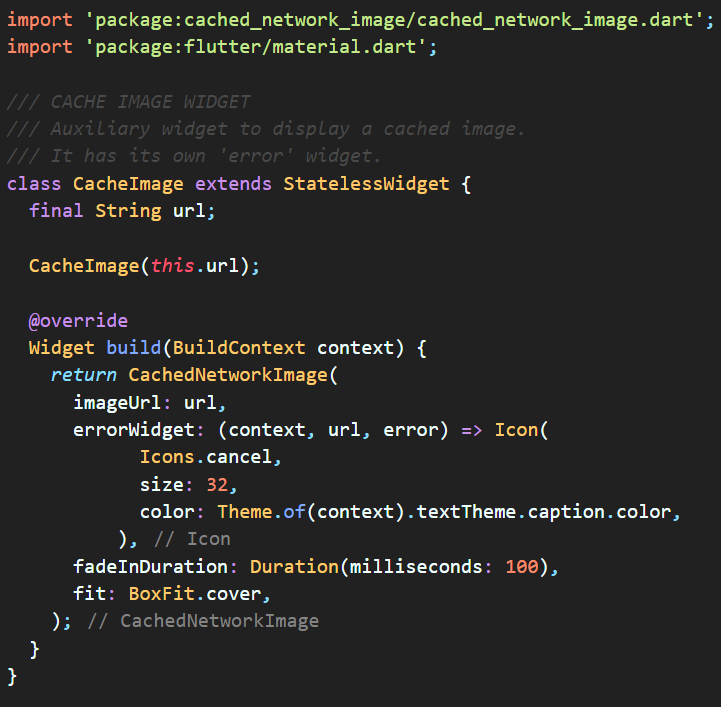 import 'package:cached_network_image/cached_network_image.dart';
import 'package:flutter/material.dart';

/// CACHE IMAGE WIDGET
/// Auxiliary widget to display a cached image.
/// It has its own 'error' widget.
class CacheImage extends StatelessWidget {
  final String url;

  CacheImage(this.url);

  @override
  Widget build(BuildContext context) {
    return CachedNetworkImage(
      imageUrl: url,
      errorWidget: (context, url, error) => Icon(
            Icons.cancel,
            size: 32,
            color: Theme.of(context).textTheme.caption.color,
          ), // Icon
      fadeInDuration: Duration(milliseconds: 100),
      fit: BoxFit.cover,
    ); // CachedNetworkImage
  }
}